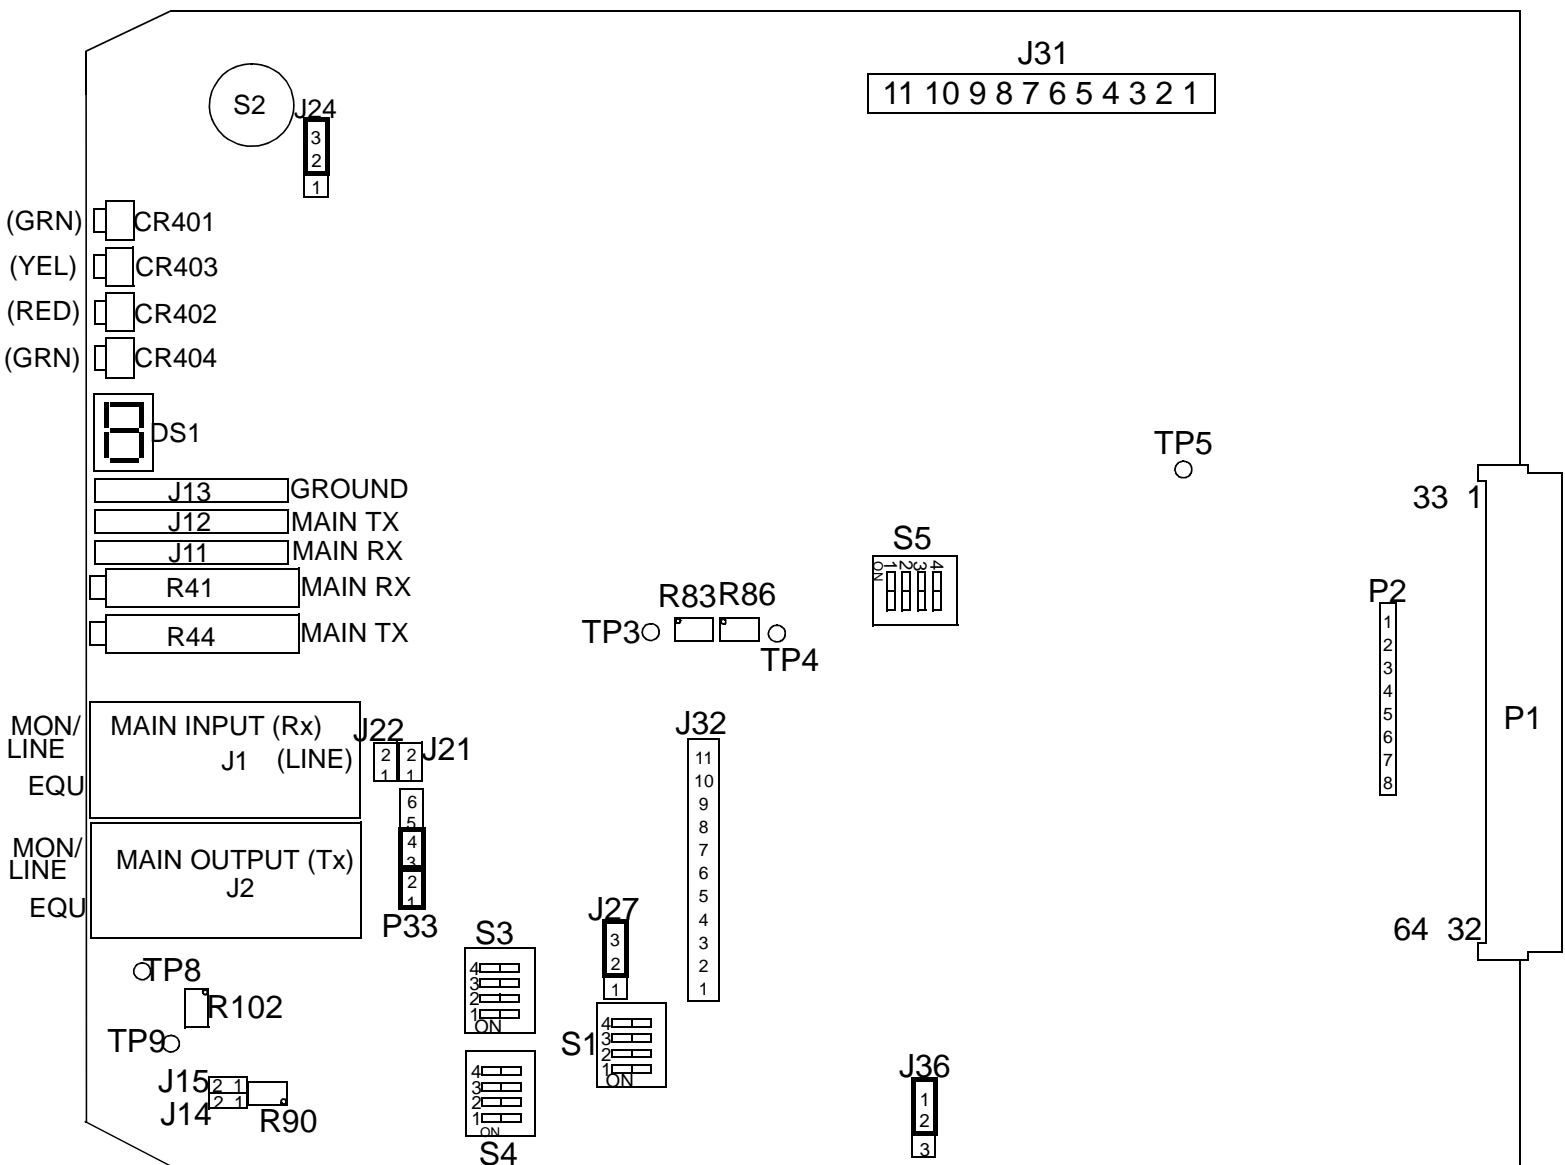 J31
11 10 9 8 7 6 5 4 3 2 1
S2
J24
3
2
1
(GRN) CR401
(YEL) CR403
(RED) CR402
(GRN) CR404
DS1
J13 GROUND
J12 MAIN TX
J11 MAIN RX
R41 MAIN RX
R44 MAIN TX
TP5
33 1
S5
ON
1 2 3 4
R83 R86
TP3
TP4
P2
1
2
3
4
5
6
7
8
P1
64 32
MON/
LINE
EQU
MAIN INPUT (Rx)
J1 (LINE)
J22
2
1
J21
2
1
6
5
4
3
2
1
P33
MON/
LINE
EQU
MAIN OUTPUT (Tx)
J2
J32
11
10
9
8
7
6
5
4
3
2
1
J27
3
2
1
S3
4
3
2
1
ON
S1
4
3
2
1
ON
TP8
R102
TP9
J15 2 1
J14 2 1
R90
4
3
2
1
ON
S4
J36
1
2
3